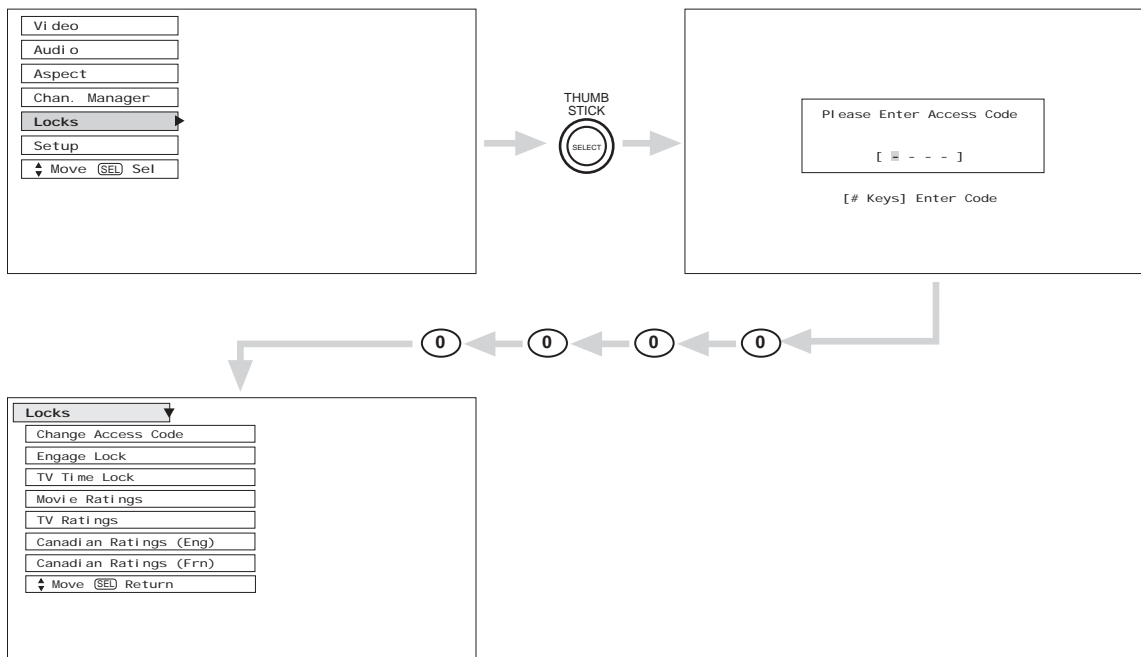 Video
Audio
Aspect
Chan. Manager
Locks
Setup
Move SEL Sel
THUMB
STICK
SELECT
Please Enter Access Code
[ - - - - ]
[# Keys] Enter Code
0 0 0 0
Locks
Change Access Code
Engage Lock
TV Time Lock
Movie Ratings
TV Ratings
Canadian Ratings (Eng)
Canadian Ratings (Frn)
Move SEL Return